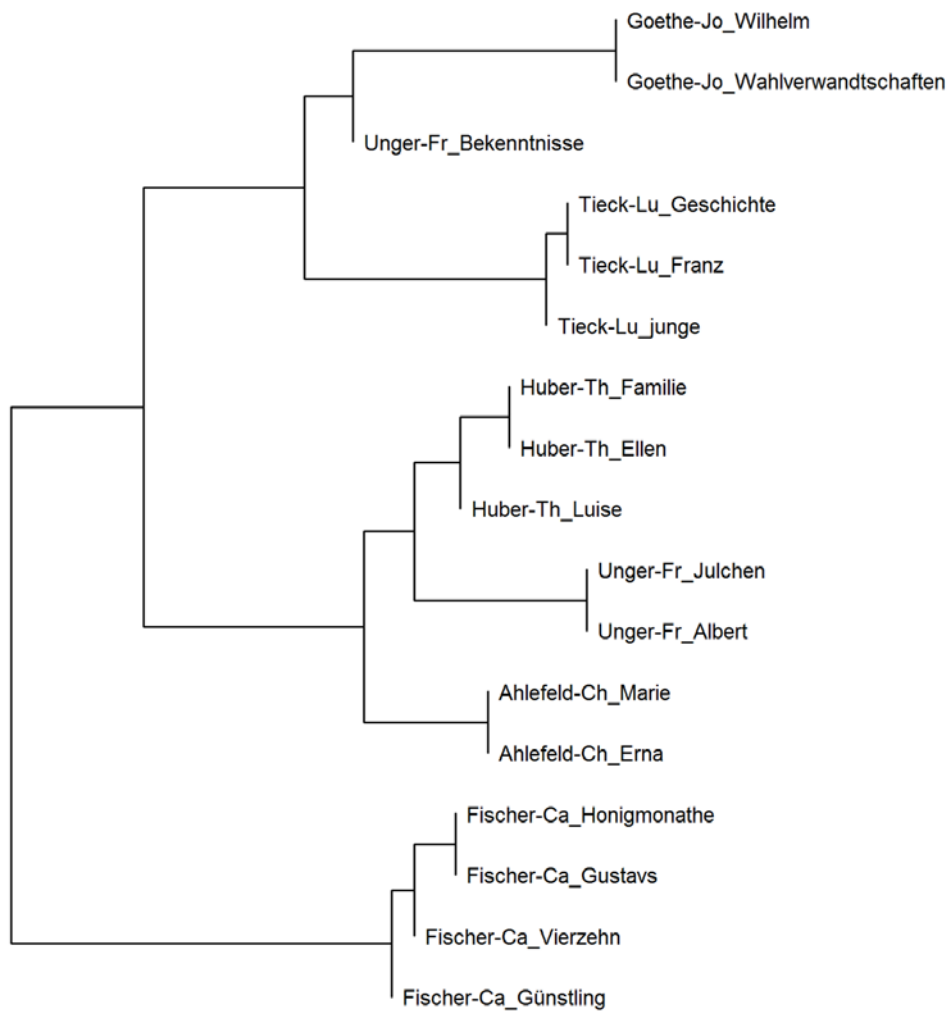 Goethe-Jo_Wilhelm
Goethe-Jo_Wahlverwandtschaften
Unger-Fr_Bekenntnisse
Tieck-Lu_Geschichte
Tieck-Lu_Franz
Tieck-Lu_junge
Huber-Th_Familie
Huber-Th_Ellen
Huber-Th_Luise
Unger-Fr_Julchen
Unger-Fr_Albert
Ahlefeld-Ch_Marie
Ahlefeld-Ch_Erna
Fischer-Ca_Honigmonathe
Fischer-Ca_Gustavs
Fischer-Ca_Vierzehn
Fischer-Ca_Günstling